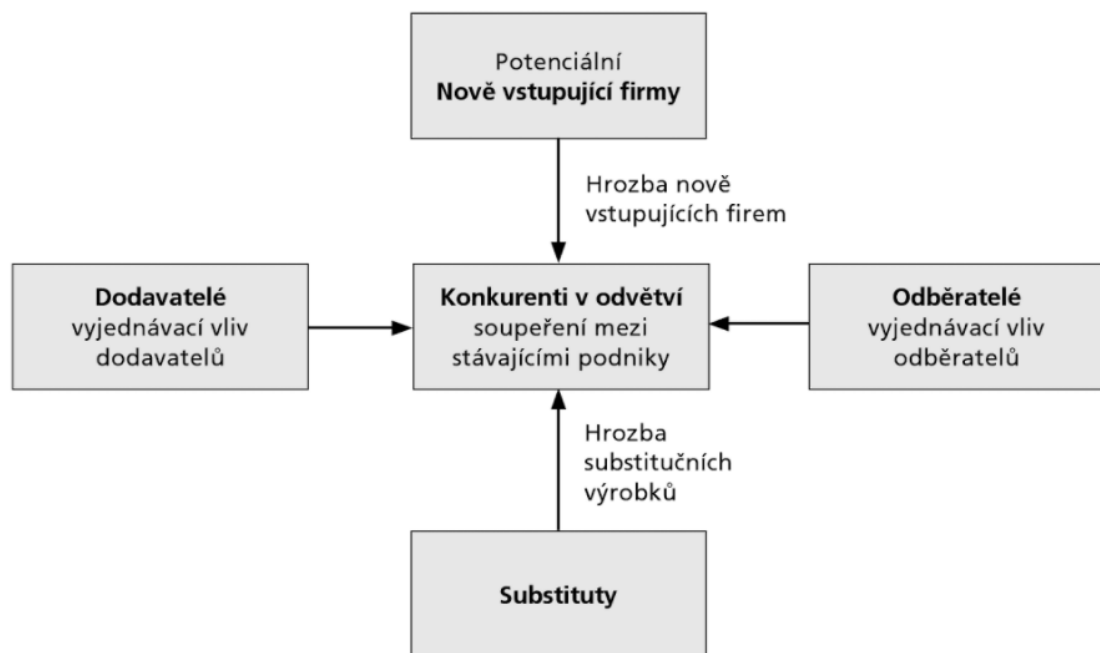 Potenciální
Nově vstupující firmy
Hrozba nově
vstupujících firem
Dodavatelé
vyjednávací vliv
dodavatelů
Konkurenti v odvětví
soupeření mezi
stávajícími podniky
Odběratelé
vyjednávací vliv
odběratelů
Hrozba
substitučních
výrobků
Substituty